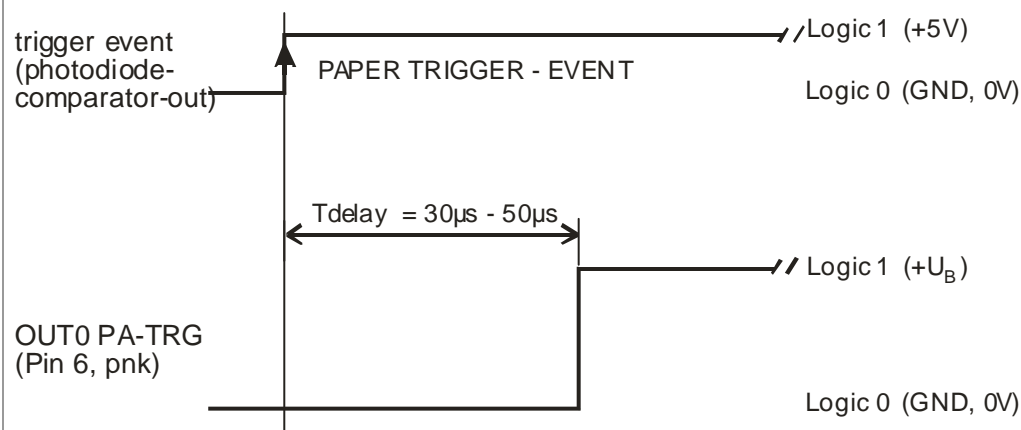 trigger event
(photodiode-
comparator-out)
PAPER TRIGGER - EVENT
Logic 1 (+5V)
Logic 0 (GND, 0V)
Tdelay = 30µs - 50µs
Logic 1 (+UB)
OUT0 PA-TRG
(Pin 6, pnk)
Logic 0 (GND, 0V)